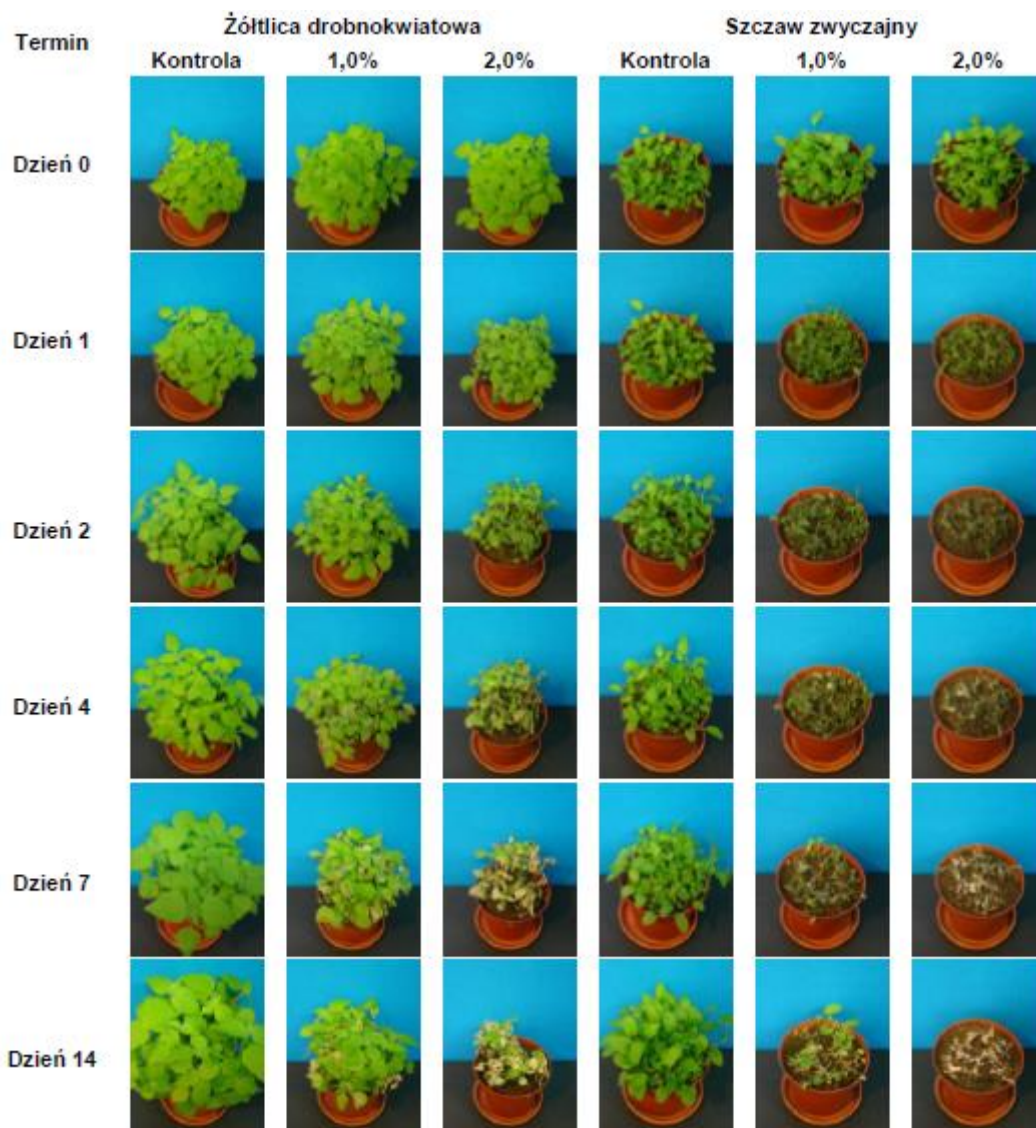 Termin
Żółtlica drobnokwiatowa Szczaw zwyczajny
Kontrola 1,0% 2,0% Kontrola 1,0% 2,0%
Dzień 0
Dzień 1
Dzień 2
Dzień 4
Dzień 7
Dzień 14